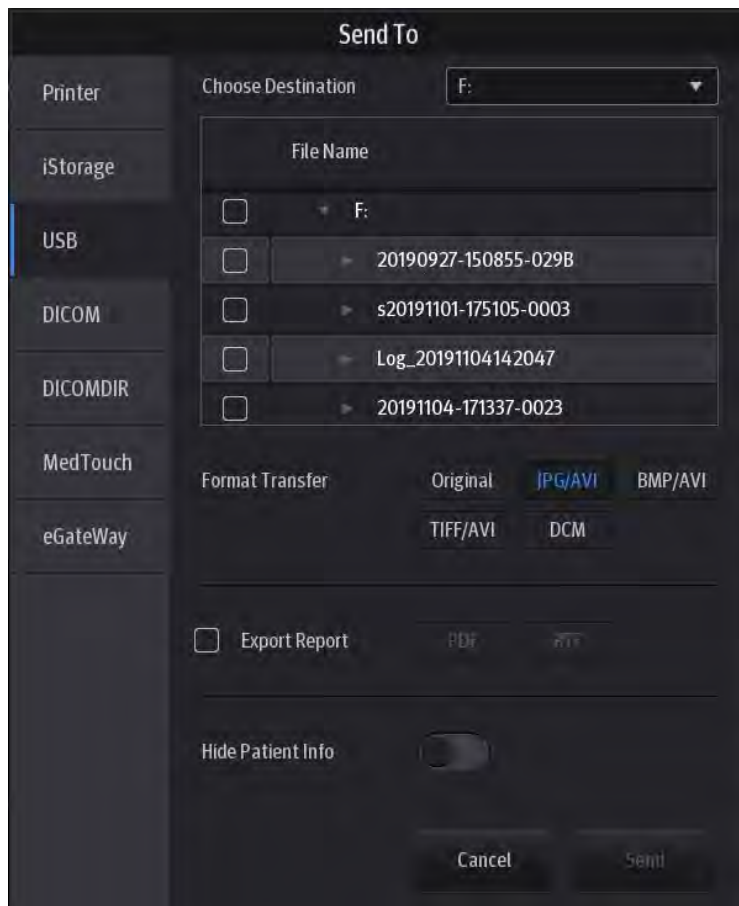 Send To
Printer
iStorage
USB
DICOM
DICOMDIR
MedTouch
eGateWay
Choose Destination F:
File Name
F:
20190927-150855-029B
s20191101-175105-0003
Log_20191104142047
20191104-171337-0023
Format Transfer Original JPG/AVI BMP/AVI
TIFF/AVI DCM
Export Report PDF RTF
Hide Patient Info
Cancel Send